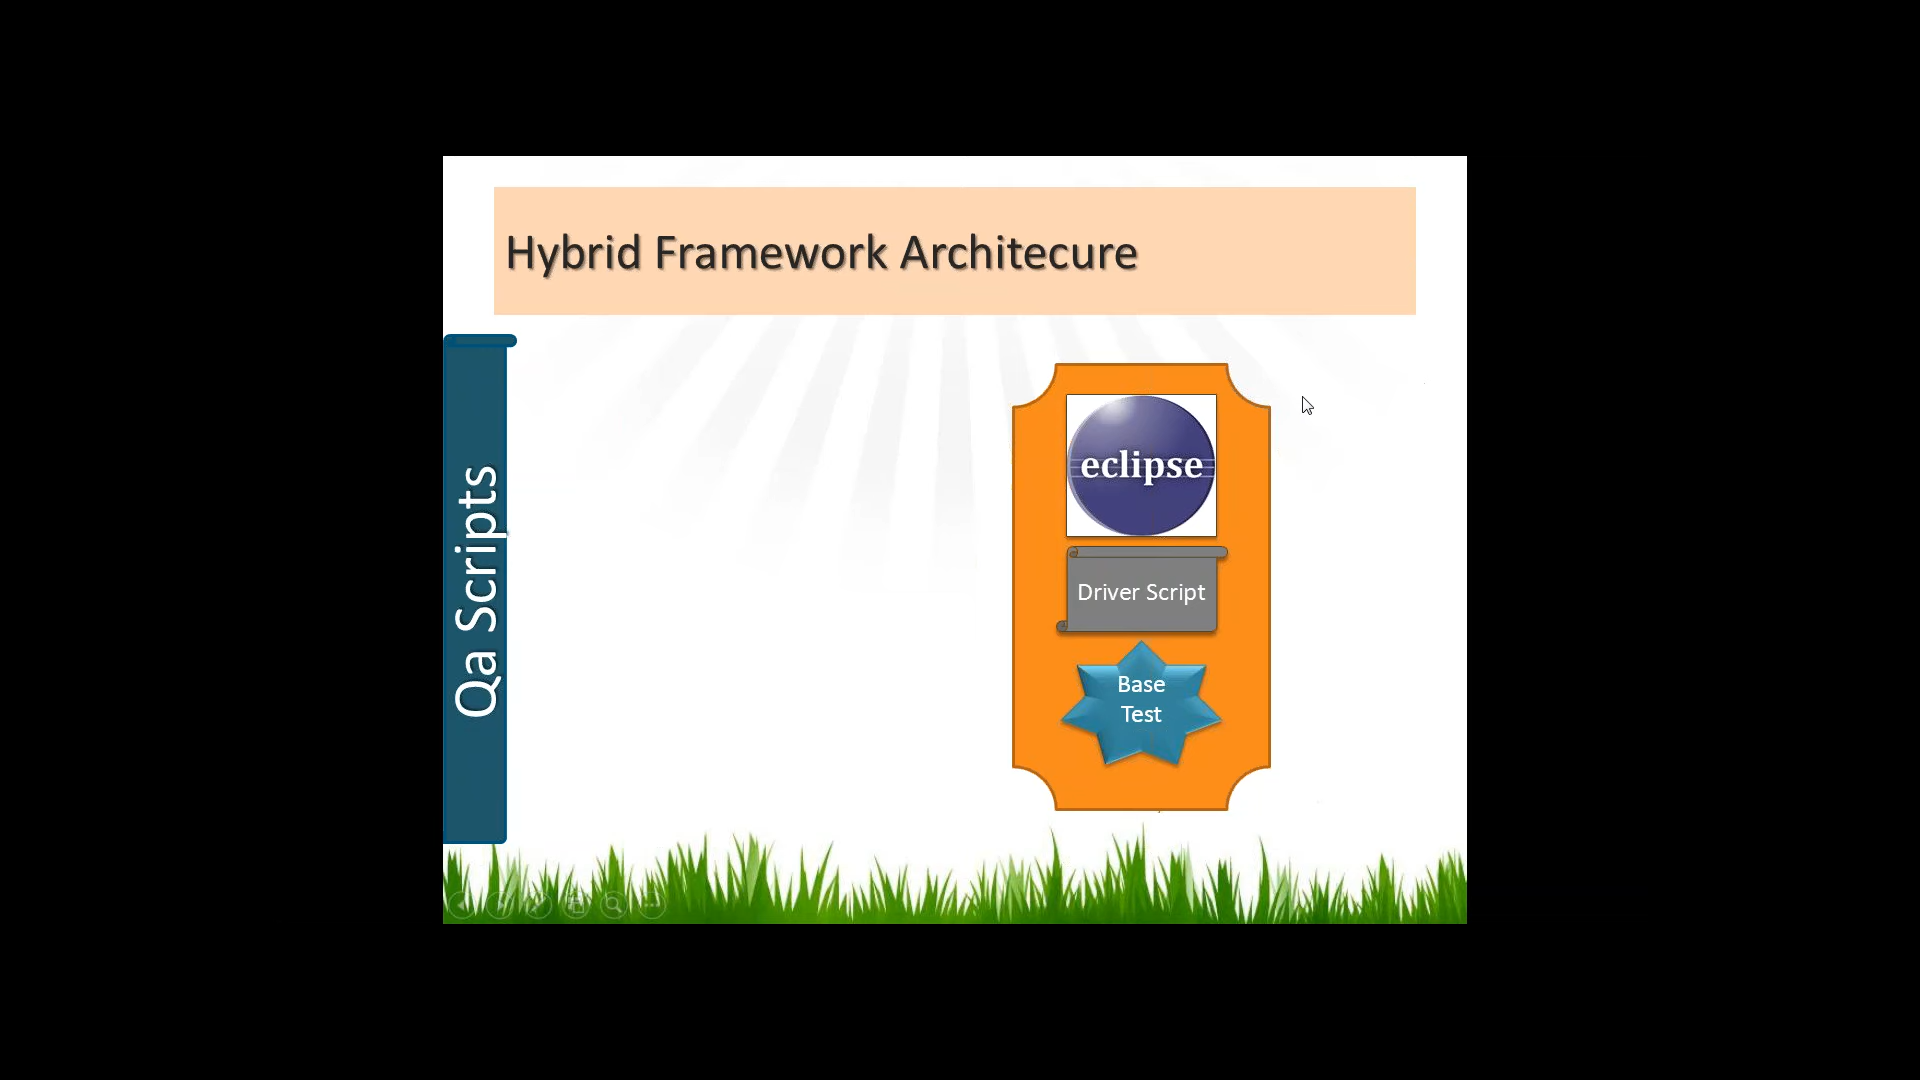 Hybrid Framework Architecure
Qa Scripts
eclipse
Driver Script
Base
Test